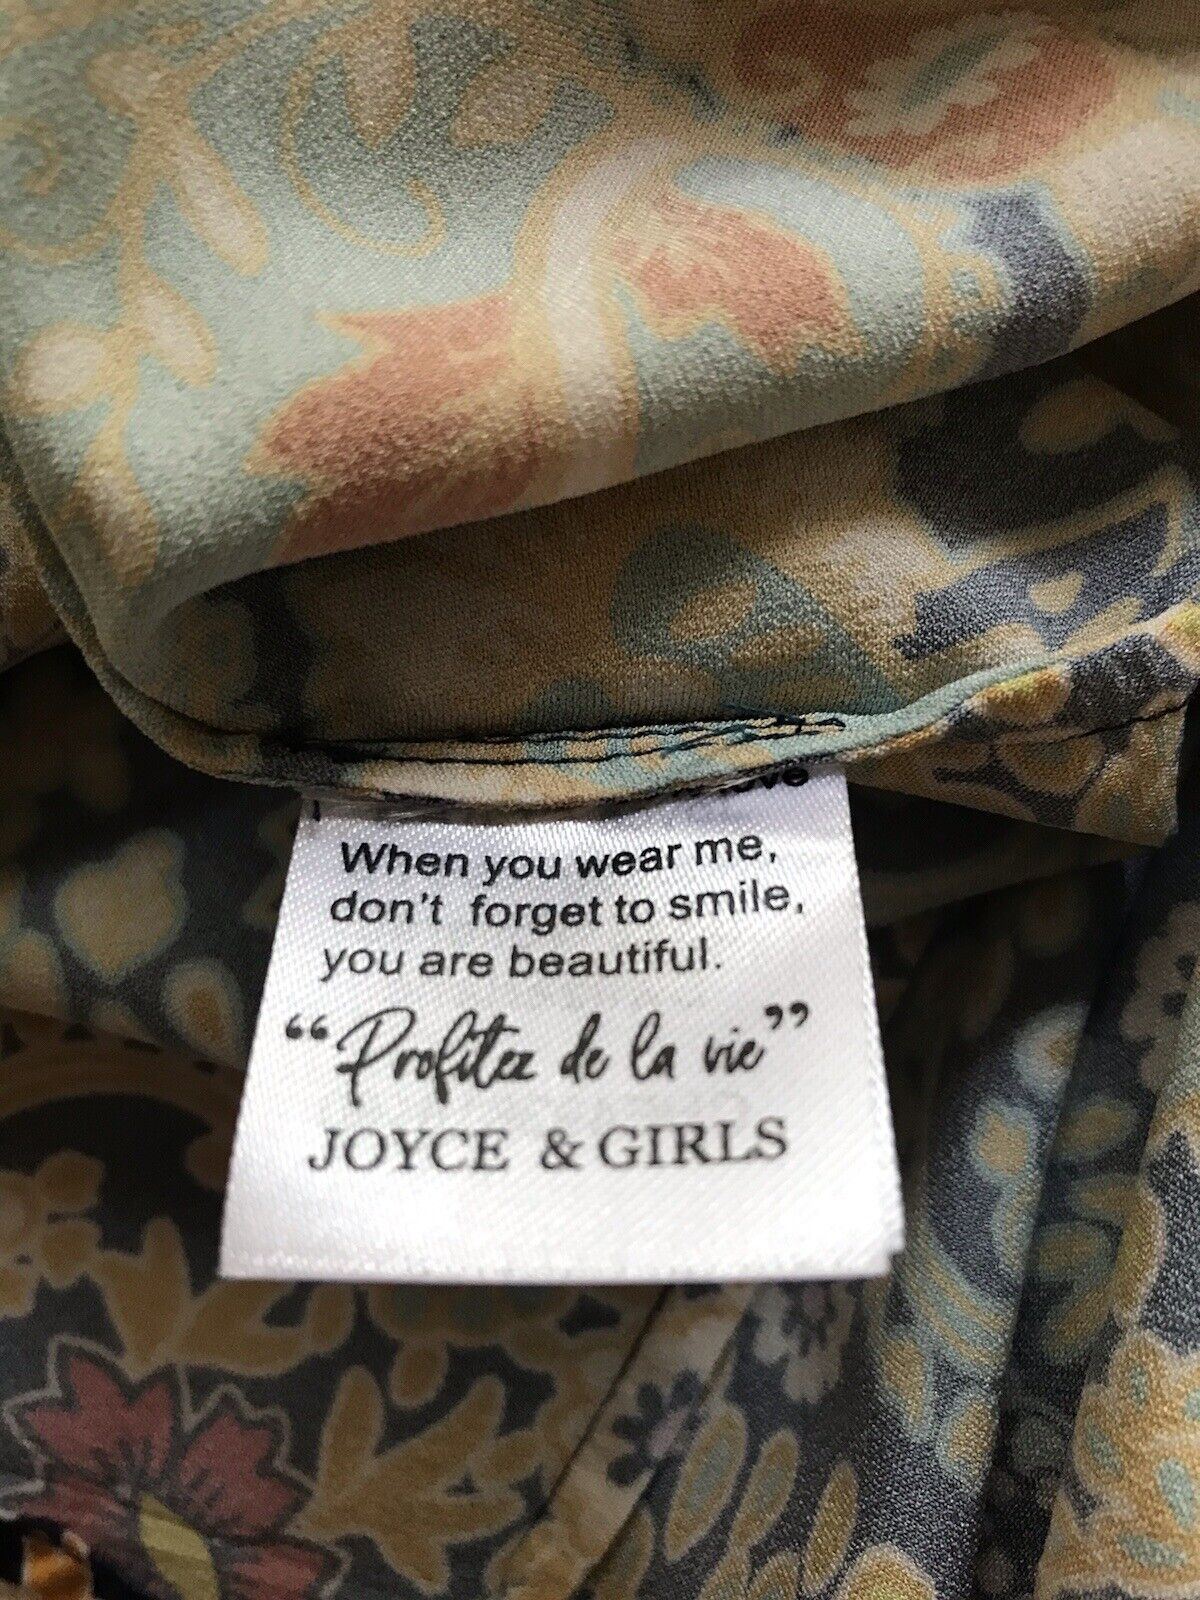 When you wear me,
don't forget to smile,
you are beautiful.
“Profitez de la vie”
JOYCE & GIRLS